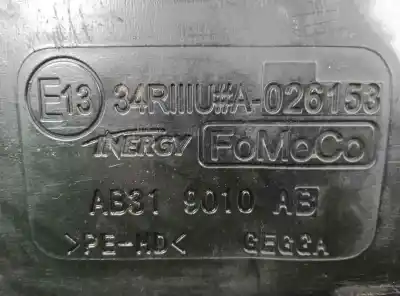 E13 34RIIIU#A-026153
INERGY FoMoCo
AB31 9010 AB
>PE-HD< GEGGA